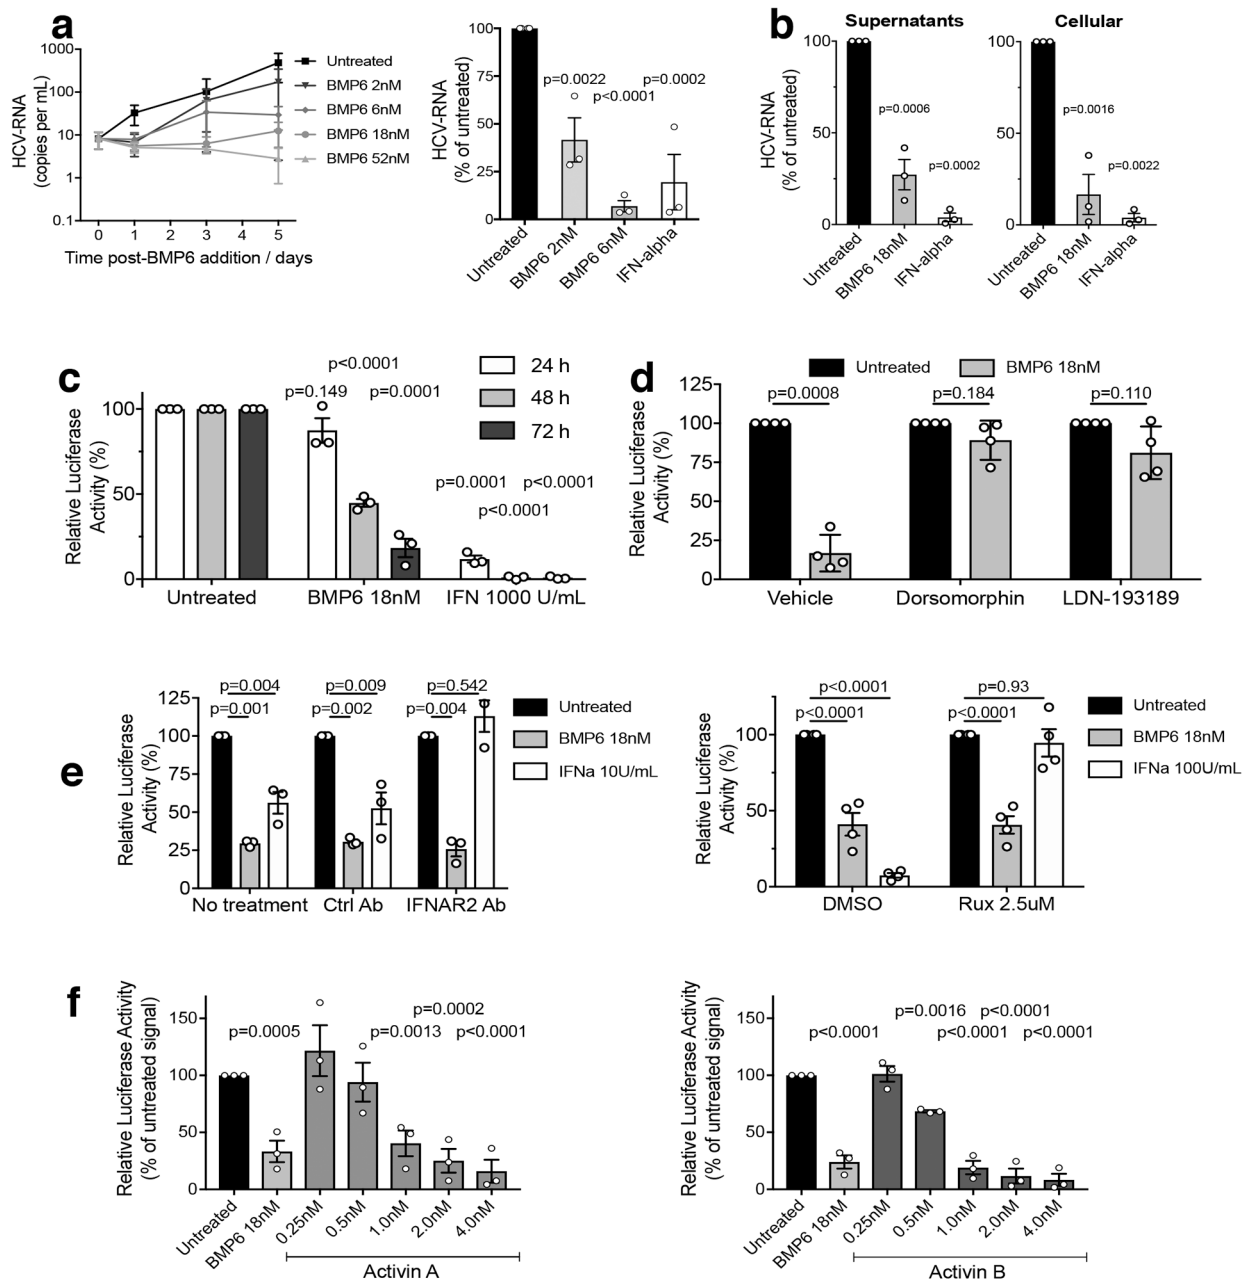 a
1000
100
10
1
0.1
HCV-RNA
(copies per mL)
0 1 2 3 4 5
Time post-BMP6 addition / days
Untreated
BMP6 2nM
BMP6 6nM
BMP6 18nM
BMP6 52nM
HCV-RNA
(% of untreated)
100
75
50
25
0
p=0.0022
p<0.0001
p=0.0002
Untreated
BMP6 2nM
BMP6 6nM
IFN-alpha
b
Supernatants
HCV-RNA
(% of untreated)
100
50
0
p=0.0006
p=0.0002
Untreated
BMP6 18nM
IFN-alpha
Cellular
100
50
0
p=0.0016
p=0.0022
Untreated
BMP6 18nM
IFN-alpha
c
Relative Luciferase
Activity (%)
100
50
0
p<0.0001
p=0.149
p=0.0001
p=0.0001
p<0.0001
p<0.0001
24 h
48 h
72 h
Untreated
BMP6 18nM
IFN 1000 U/mL
d
Untreated
BMP6 18nM
Relative Luciferase
Activity (%)
125
100
75
50
25
0
p=0.0008
p=0.184
p=0.110
Vehicle
Dorsomorphin
LDN-193189
e
Relative Luciferase
Activity (%)
125
100
75
50
25
0
p=0.004
p=0.001
p=0.009
p=0.002
p=0.542
p=0.004
No treatment
Ctrl Ab
IFNAR2 Ab
Untreated
BMP6 18nM
IFNa 10U/mL
Relative Luciferase
Activity (%)
100
50
0
p<0.0001
p<0.0001
p=0.93
p<0.0001
DMSO
Rux 2.5uM
Untreated
BMP6 18nM
IFNa 100U/mL
f
Relative Luciferase Activity
(% of untreated signal)
150
100
50
0
p=0.0005
p=0.0013
p=0.0002
p<0.0001
Untreated
BMP6 18nM
0.25nM
0.5nM
1.0nM
2.0nM
4.0nM
Activin A
Relative Luciferase Activity
(% of untreated signal)
150
100
50
0
p<0.0001
p=0.0016
p<0.0001
p<0.0001
p<0.0001
Untreated
BMP6 18nM
0.25nM
0.5nM
1.0nM
2.0nM
4.0nM
Activin B